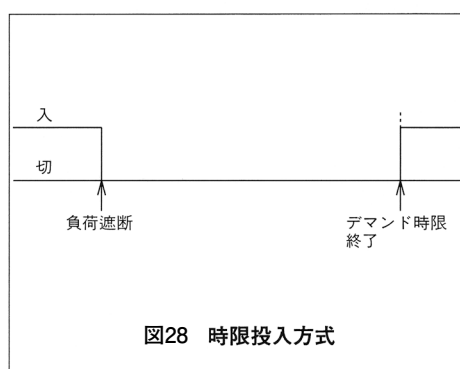 入
切
負荷遮断
デマンド時限
終了
図28 時限投入方式